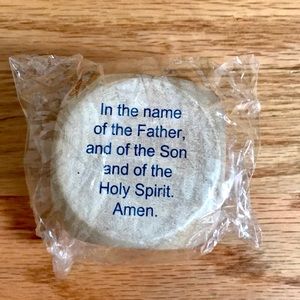 In the name
of the Father,
and of the Son
and of the
Holy Spirit.
Amen.